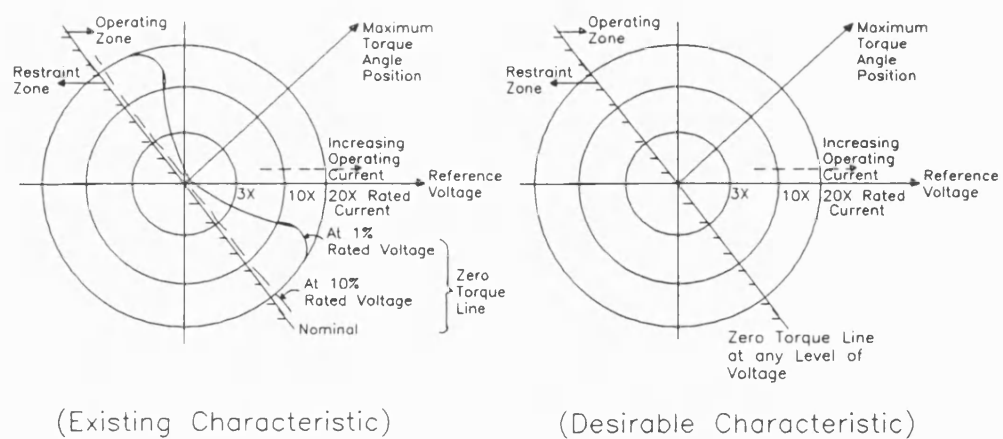 Operating
Zone
Restraint
Zone
Maximum
Torque
Angle
Position
Increasing
Operating
Current
Reference
Voltage
3X
10X
20X Rated
Current
At 1%
Rated Voltage
At 10%
Rated Voltage
Zero
Torque
Line
Nominal
(Existing Characteristic)
Operating
Zone
Restraint
Zone
Maximum
Torque
Angle
Position
Increasing
Operating
Current
Reference
Voltage
3X
10X
20X Rated
Current
Zero Torque Line
at any Level of
Voltage
(Desirable Characteristic)